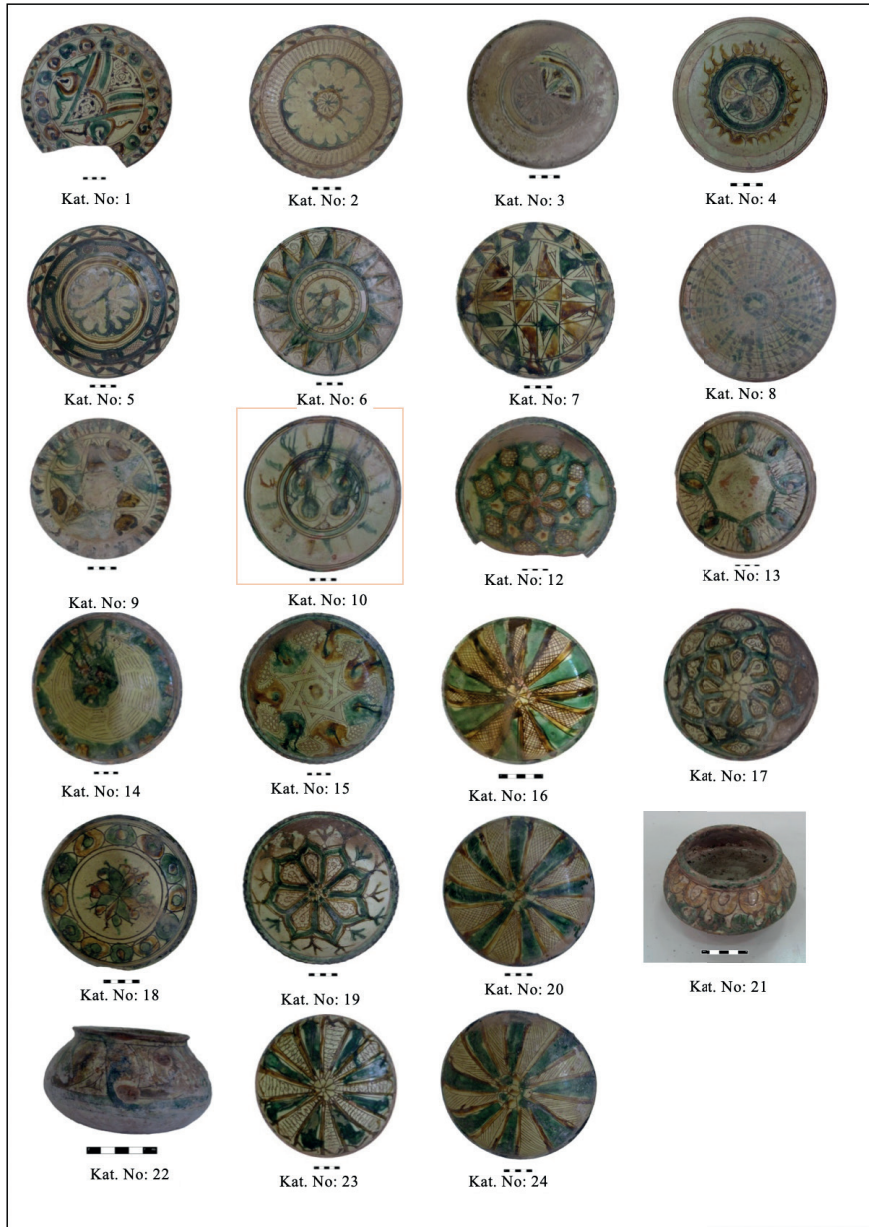 Kat. No: 1
Kat. No: 2
Kat. No: 3
Kat. No: 4
Kat. No: 5
Kat. No: 6
Kat. No: 7
Kat. No: 8
Kat. No: 9
Kat. No: 10
Kat. No: 12
Kat. No: 13
Kat. No: 14
Kat. No: 15
Kat. No: 16
Kat. No: 17
Kat. No: 18
Kat. No: 19
Kat. No: 20
Kat. No: 21
Kat. No: 22
Kat. No: 23
Kat. No: 24